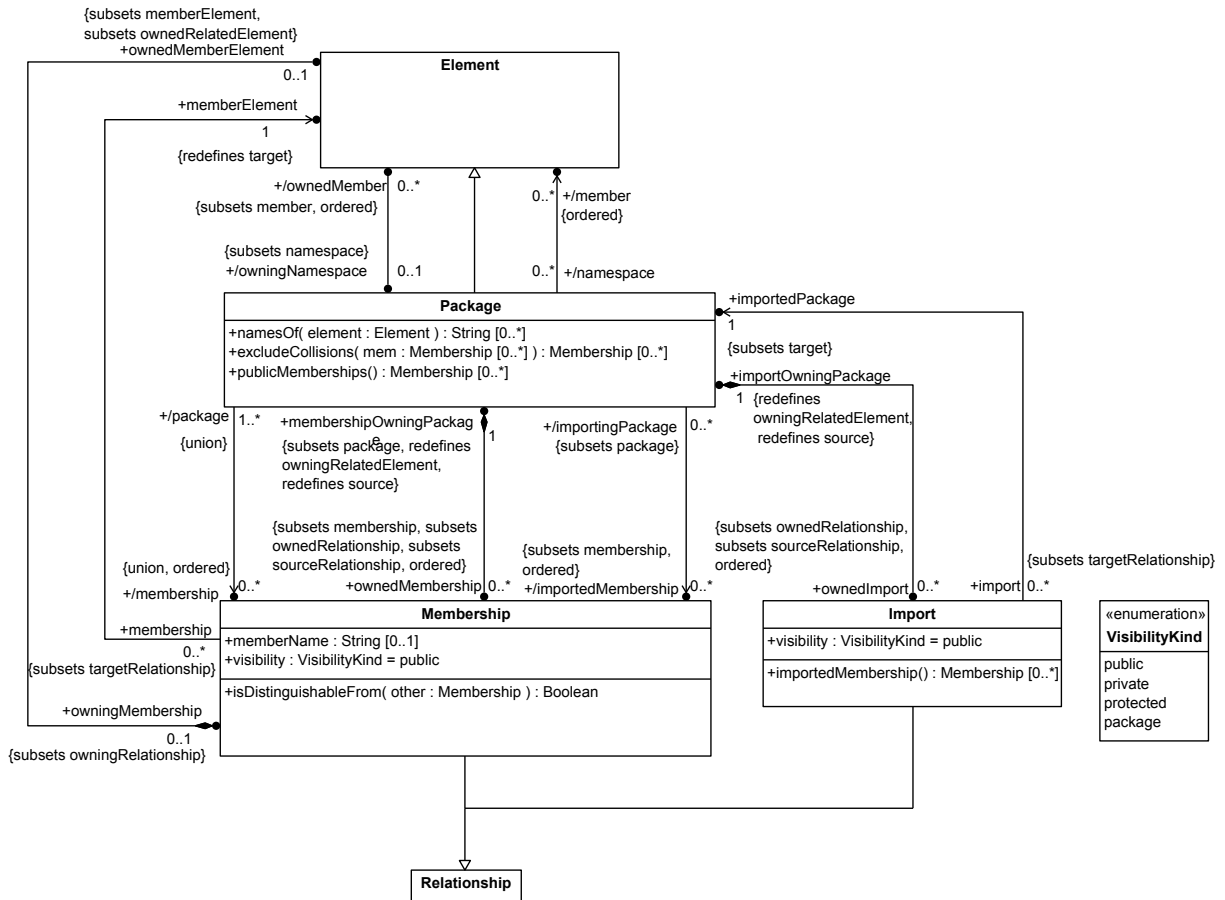 {subsets memberElement,
subsets ownedRelatedElement}
+ownedMemberElement
0..1
Element
+memberElement
1
{redefines target}
+/ownedMember
0..*
{subsets member, ordered}
0..*
+/member
{ordered}
{subsets namespace}
+/owningNamespace
0..1
0..*
+/namespace
Package
+namesOf( element : Element ) : String [0..*]
+excludeCollisions( mem : Membership [0..*] ) : Membership [0..*]
+publicMemberships() : Membership [0..*]
+importedPackage
1
{subsets target}
+importOwningPackage
1
{redefines
owningRelatedElement,
redefines source}
+/package
1..*
{union}
+membershipOwningPackage
1
{subsets package, redefines
owningRelatedElement,
redefines source}
+/importingPackage
0..*
{subsets package}
{union, ordered}
+/membership
0..*
{subsets membership, subsets
ownedRelationship, subsets
sourceRelationship, ordered}
+ownedMembership
0..*
{subsets membership,
ordered}
+/importedMembership
0..*
{subsets ownedRelationship,
subsets sourceRelationship,
ordered}
+ownedImport
0..*
{subsets targetRelationship}
+import
0..*
Membership
+memberName : String [0..1]
+visibility : VisibilityKind = public
+isDistinguishableFrom( other : Membership ) : Boolean
+membership
0..*
{subsets targetRelationship}
+owningMembership
0..1
{subsets owningRelationship}
Import
+visibility : VisibilityKind = public
+importedMembership() : Membership [0..*]
«enumeration»
VisibilityKind
public
private
protected
package
Relationship